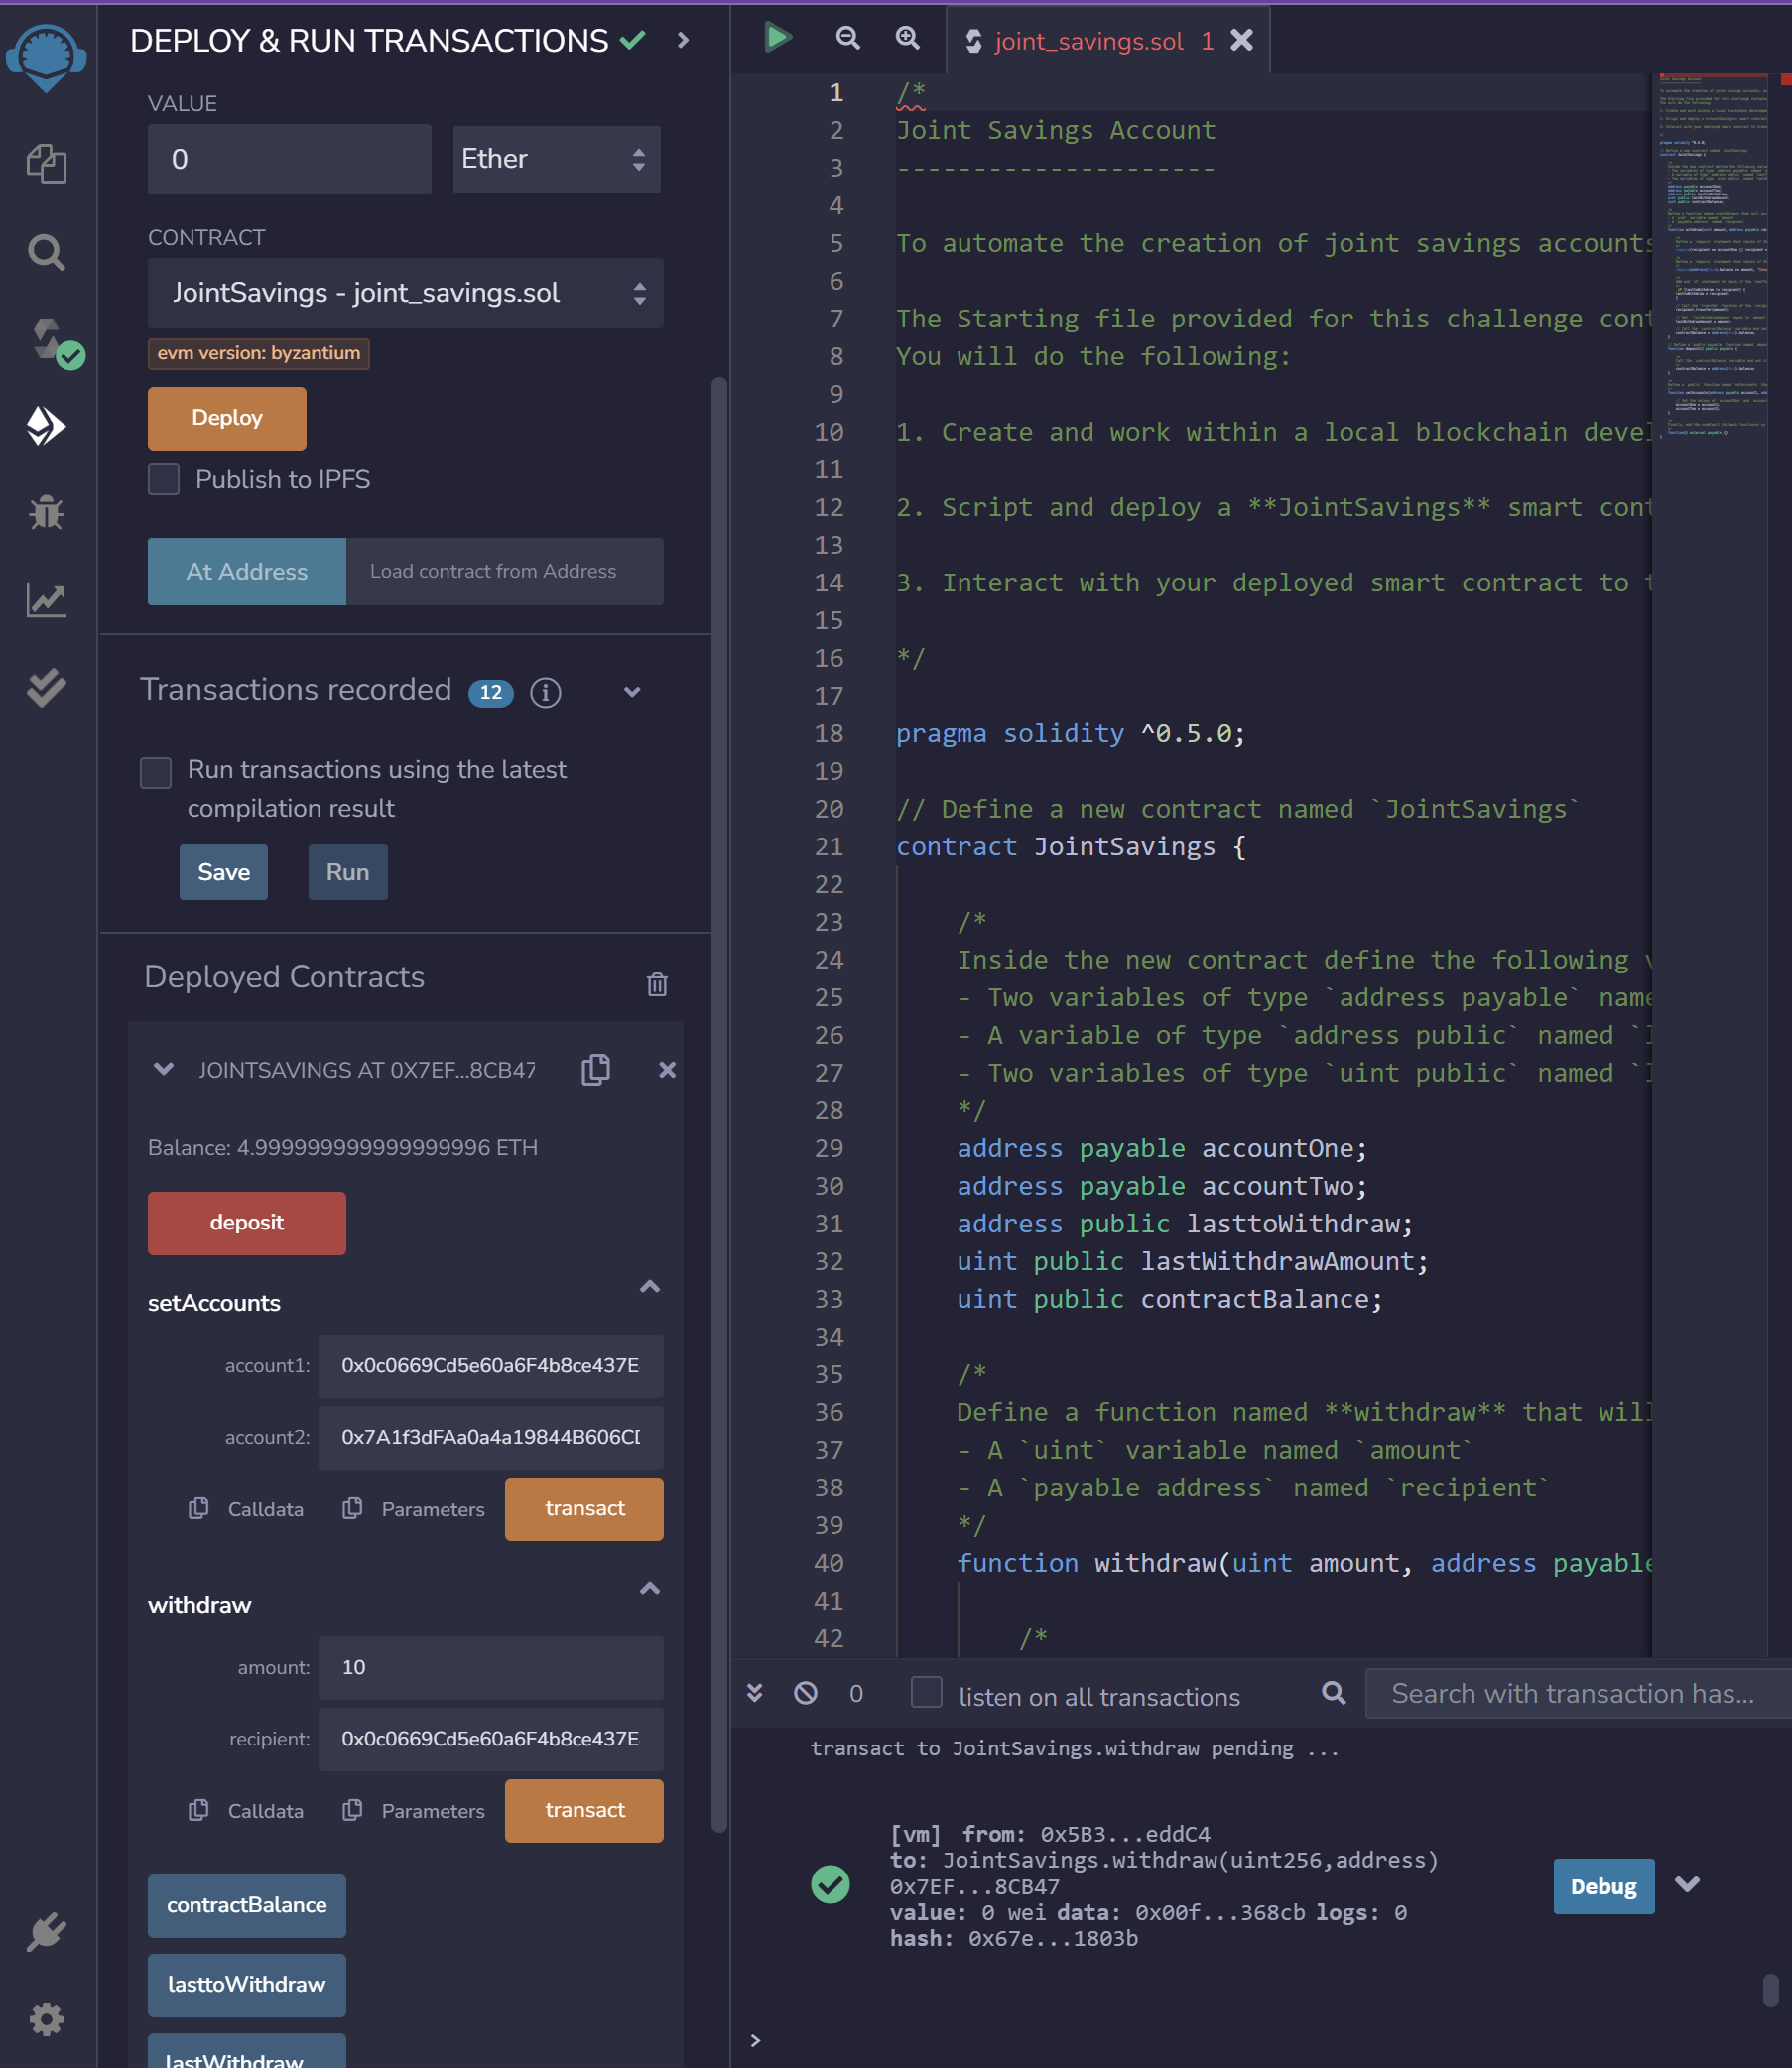 DEPLOY & RUN TRANSACTIONS
VALUE
0
Ether
CONTRACT
JointSavings - joint_savings.sol
evm version: byzantium
Deploy
Publish to IPFS
At Address
Load contract from Address
Transactions recorded 12 i
Run transactions using the latest
compilation result
Save
Run
Deployed Contracts
JOINTSAVINGS AT 0X7EF...8CB47
Balance: 4.999999999999999996 ETH
deposit
setAccounts
account1: 0x0c0669Cd5e60a6F4b8ce437E
account2: 0x7A1f3dFAa0a4a19844B606CD
Calldata Parameters transact
withdraw
amount: 10
recipient: 0x0c0669Cd5e60a6F4b8ce437E
Calldata Parameters transact
contractBalance
lasttoWithdraw
lastWithdraw
joint_savings.sol 1
1 /*
2 Joint Savings Account
3 ---------------------
4
5 To automate the creation of joint savings accounts
6
7 The Starting file provided for this challenge cont
8 You will do the following:
9
10 1. Create and work within a local blockchain devel
11
12 2. Script and deploy a **JointSavings** smart cont
13
14 3. Interact with your deployed smart contract to t
15
16 */
17
18 pragma solidity ^0.5.0;
19
20 // Define a new contract named `JointSavings`
21 contract JointSavings {
22
23 /*
24 Inside the new contract define the following v
25 - Two variables of type `address payable` name
26 - A variable of type `address public` named `l
27 - Two variables of type `uint public` named `l
28 */
29 address payable accountOne;
30 address payable accountTwo;
31 address public lasttoWithdraw;
32 uint public lastWithdrawAmount;
33 uint public contractBalance;
34
35 /*
36 Define a function named **withdraw** that will
37 - A `uint` variable named `amount`
38 - A `payable address` named `recipient`
39 */
40 function withdraw(uint amount, address payable
41
42 /*
0
listen on all transactions
Search with transaction has...
transact to JointSavings.withdraw pending ...
[vm] from: 0x5B3...eddC4
to: JointSavings.withdraw(uint256,address)
0x7EF...8CB47
value: 0 wei data: 0x00f...368cb logs: 0
hash: 0x67e...1803b
Debug
>